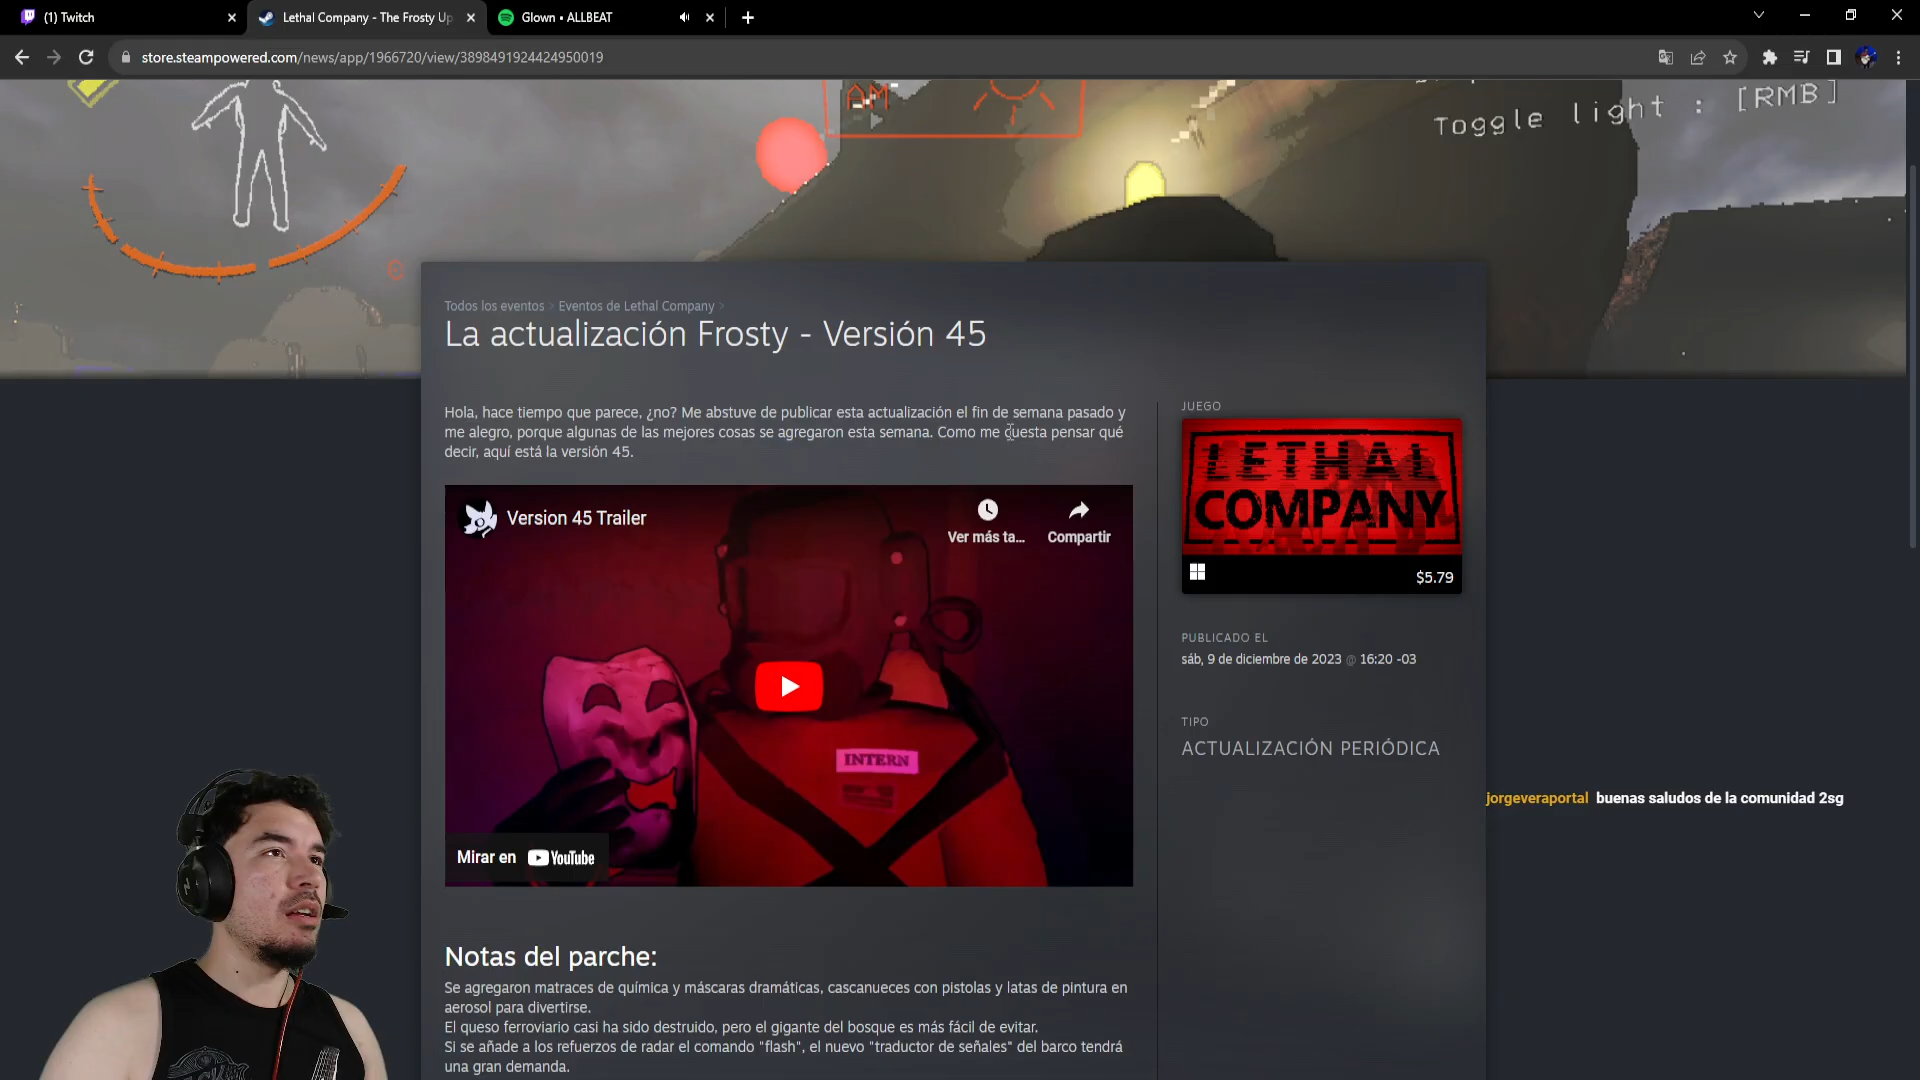 (1) Twitch
Lethal Company - The Frosty Up
Glown • ALLBEAT
store.steampowered.com/news/app/1966720/view/3898491924424950019
AM
Toggle light : [RMB]
Todos los eventos > Eventos de Lethal Company >
La actualización Frosty - Versión 45
Hola, hace tiempo que parece, ¿no? Me abstuve de publicar esta actualización el fin de semana pasado y
me alegro, porque algunas de las mejores cosas se agregaron esta semana. Como me cuesta pensar qué
decir, aquí está la versión 45.
Version 45 Trailer
Ver más ta...
Compartir
INTERN
Mirar en YouTube
Notas del parche:
Se agregaron matraces de química y máscaras dramáticas, cascanueces con pistolas y latas de pintura en
aerosol para divertirse.
El queso ferroviario casi ha sido destruido, pero el gigante del bosque es más fácil de evitar.
Si se añade a los refuerzos de radar el comando "flash", el nuevo "traductor de señales" del barco tendrá
una gran demanda.
JUEGO
LETHAL
COMPANY
$5.79
PUBLICADO EL
sáb, 9 de diciembre de 2023 @ 16:20 -03
TIPO
ACTUALIZACIÓN PERIÓDICA
jorgeveraportal buenas saludos de la comunidad 2sg